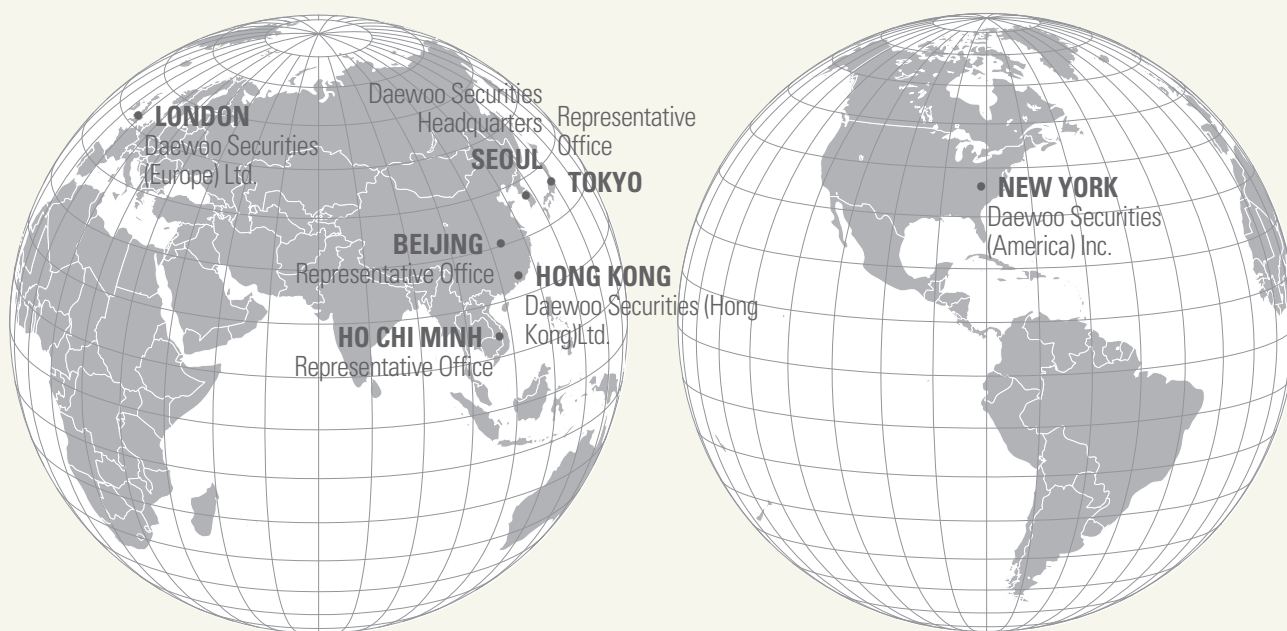 LONDON
Daewoo Securities
(Europe) Ltd
Daewoo Securities
Headquarters
SEOUL
Representative
Office
TOKYO
BEIJING
Representative Office
HONG KONG
Daewoo Securities (Hong
Kong)Ltd.
HO CHI MINH
Representative Office
NEW YORK
Daewoo Securities
(America) Inc.